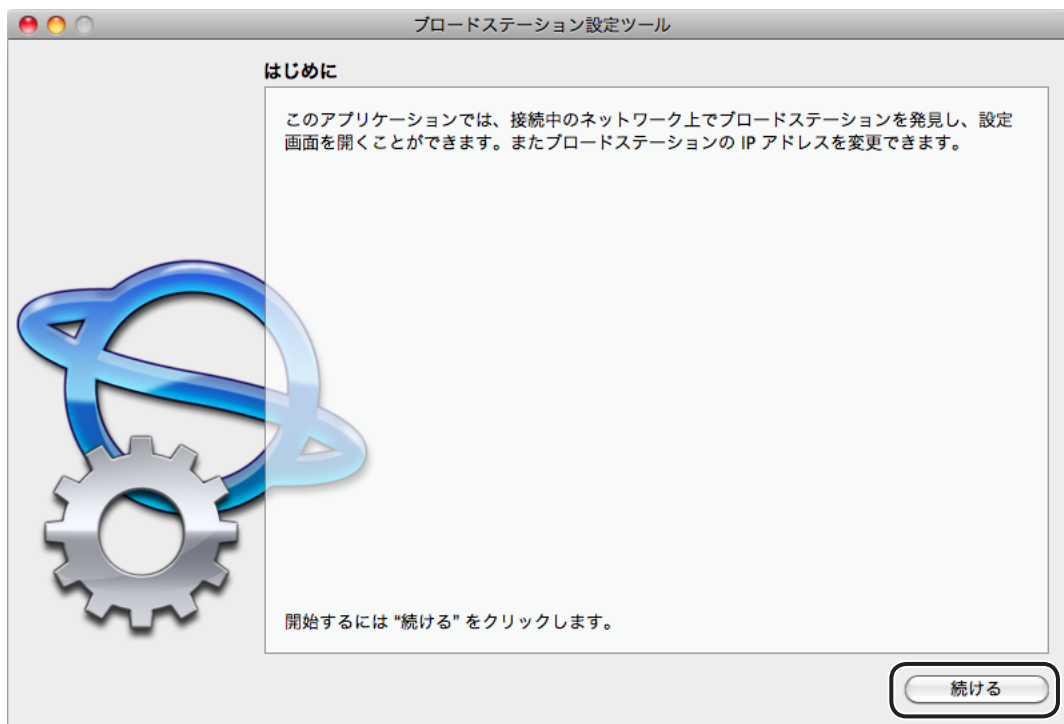 ブロードステーション設定ツール
はじめに
このアプリケーションでは、接続中のネットワーク上でブロードステーションを発見し、設定
画面を開くことができます。またブロードステーションの IP アドレスを変更できます。
開始するには “続ける” をクリックします。
続ける